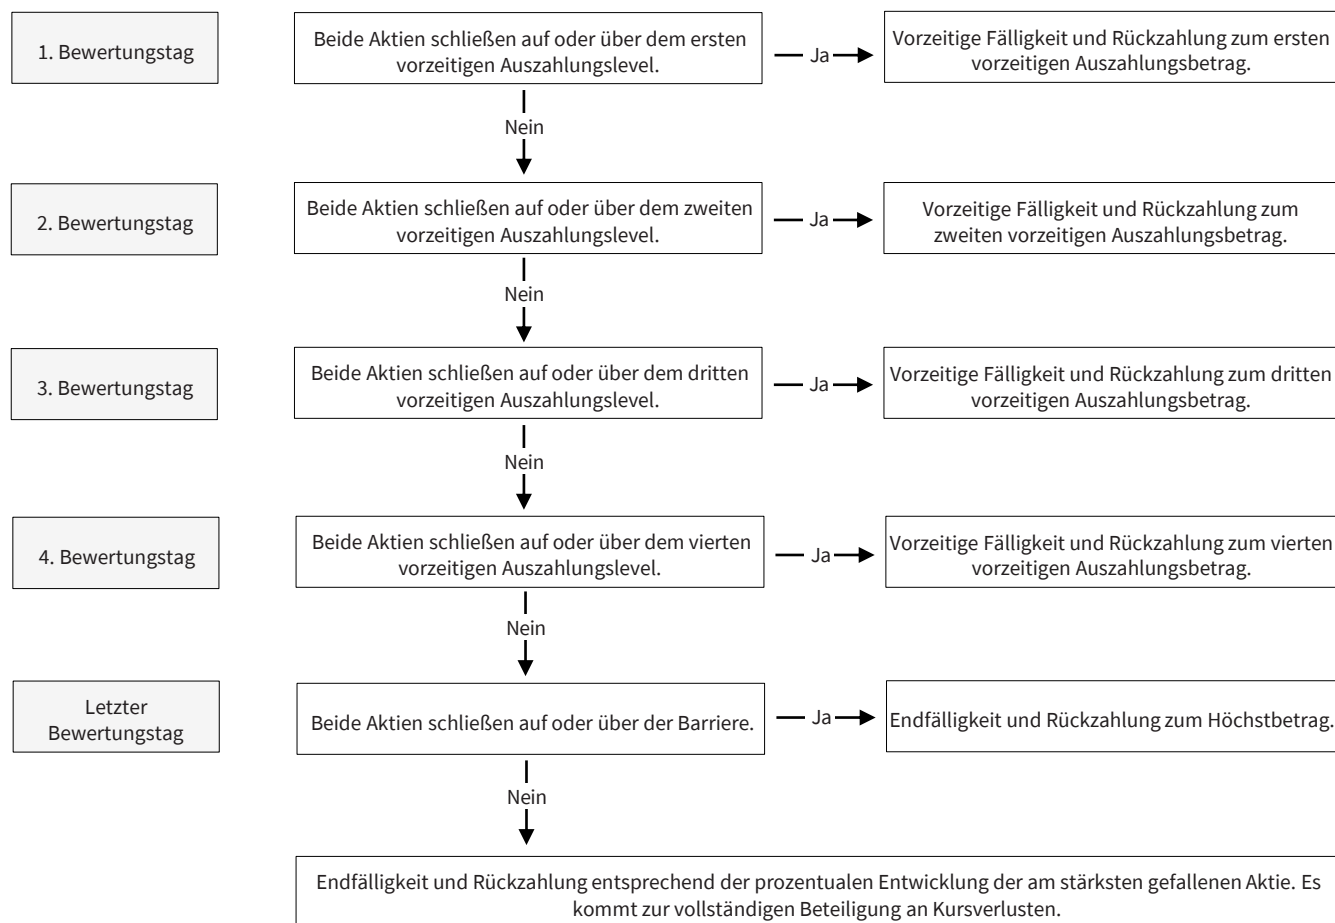 1. Bewertungstag
Beide Aktien schließen auf oder über dem ersten
vorzeitigen Auszahlungslevel.
Ja
Vorzeitige Fälligkeit und Rückzahlung zum ersten
vorzeitigen Auszahlungsbetrag.
Nein
2. Bewertungstag
Beide Aktien schließen auf oder über dem zweiten
vorzeitigen Auszahlungslevel.
Ja
Vorzeitige Fälligkeit und Rückzahlung zum
zweiten vorzeitigen Auszahlungsbetrag.
Nein
3. Bewertungstag
Beide Aktien schließen auf oder über dem dritten
vorzeitigen Auszahlungslevel.
Ja
Vorzeitige Fälligkeit und Rückzahlung zum dritten
vorzeitigen Auszahlungsbetrag.
Nein
4. Bewertungstag
Beide Aktien schließen auf oder über dem vierten
vorzeitigen Auszahlungslevel.
Ja
Vorzeitige Fälligkeit und Rückzahlung zum vierten
vorzeitigen Auszahlungsbetrag.
Nein
Letzter
Bewertungstag
Beide Aktien schließen auf oder über der Barriere.
Ja
Endfälligkeit und Rückzahlung zum Höchstbetrag.
Nein
Endfälligkeit und Rückzahlung entsprechend der prozentualen Entwicklung der am stärksten gefallenen Aktie. Es
kommt zur vollständigen Beteiligung an Kursverlusten.